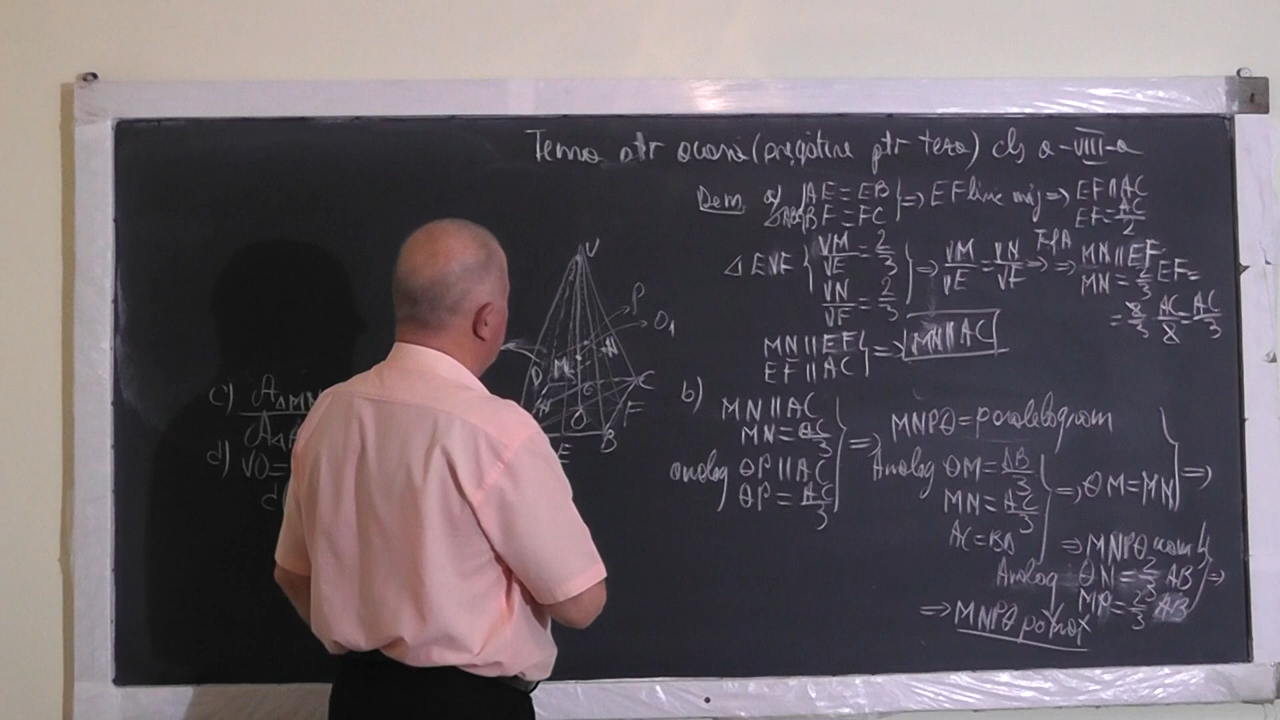 Tema ptr acasă (pregătire ptr teza) cls a-VIII-a
Dem a) AE = EB
△ABC BF = FC } => EF linie mij => EF ∥ AC
EF = AC/2
△EVF { VM/VE = 2/3
VN/VF = 2/3 } => VM/VE = VN/VF => MN ∥ EF
MN = 2/3 EF =
= 2/3 · AC/2 = AC/3
MN ∥ EF
EF ∥ AC } => MN ∥ AC
b) MN ∥ AC
MN = AC/3
analog QP ∥ AC
QP = AC/3 } => MNPQ = paralelogram
Analog QM = AB/3
MN = AC/3
AC = BD } => QM = MN } =>
=> MNPQ romb
Analog QN = 2/3 AB
MP = 2/3 AB } =>
=> MNPQ pătrat
V
P
O₁
M
N
D
C
F
O
B
E
c) A△MN
A△
d) VO =
d(